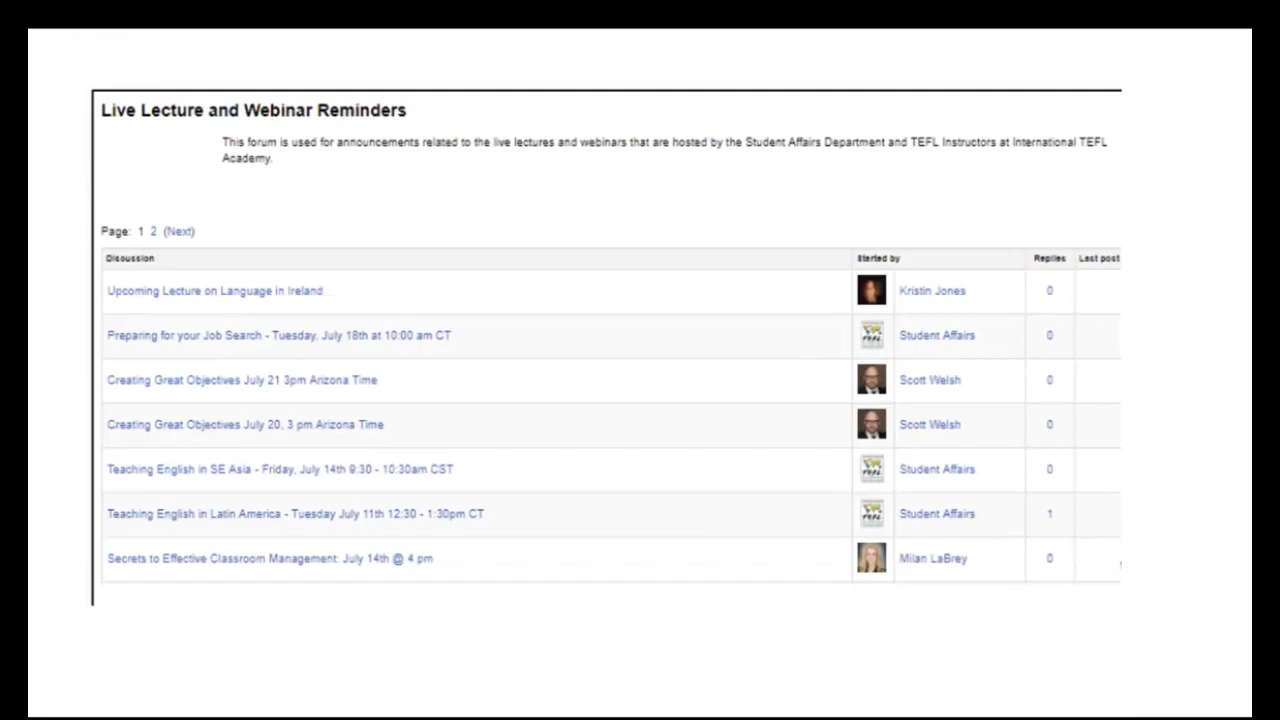 Live Lecture and Webinar Reminders
This forum is used for announcements related to the live lectures and webinars that are hosted by the Student Affairs Department and TEFL Instructors at International TEFL
Academy.
Page: 1 2 (Next)
Discussion Started by Replies Last post
Upcoming Lecture on Language in Ireland Kristin Jones 0
Preparing for your Job Search - Tuesday, July 18th at 10:00 am CT Student Affairs 0
Creating Great Objectives July 21 3pm Arizona Time Scott Welsh 0
Creating Great Objectives July 20, 3 pm Arizona Time Scott Welsh 0
Teaching English in SE Asia - Friday, July 14th 9:30 - 10:30am CST Student Affairs 0
Teaching English in Latin America - Tuesday July 11th 12:30 - 1:30pm CT Student Affairs 1
Secrets to Effective Classroom Management: July 14th @ 4 pm Milan LaBrey 0